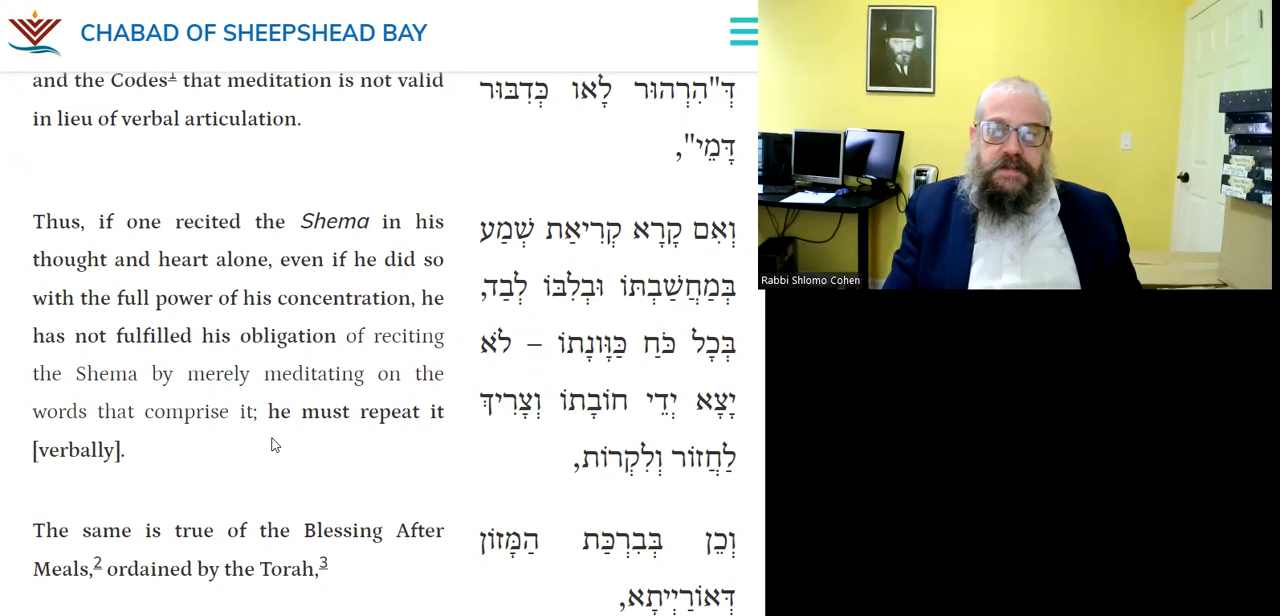 CHABAD OF SHEEPSHEAD BAY
and the Codes1 that meditation is not valid
in lieu of verbal articulation.
Thus, if one recited the Shema in his
thought and heart alone, even if he did so
with the full power of his concentration, he
has not fulfilled his obligation of reciting
the Shema by merely meditating on the
words that comprise it; he must repeat it
[verbally].
The same is true of the Blessing After
Meals,2 ordained by the Torah,3
דְּ"הִרְהוּר לָאו כְּדִבּוּר
דָּמֵי",
וְאִם קָרָא קְרִיאַת שְׁמַע
בְּמַחֲשַׁבְתּוֹ וּבְלִבּוֹ לְבַד,
בְּכָל כֹּחַ כַּוָּונָתוֹ – לֹא
יָצָא יְדֵי חוֹבָתוֹ וְצָרִיךְ
לַחֲזוֹר וְלִקְרוֹת,
וְכֵן בְּבִרְכַּת הַמָּזוֹן
דְּאוֹרַיְיתָא,
Rabbi Shlomo Cohen